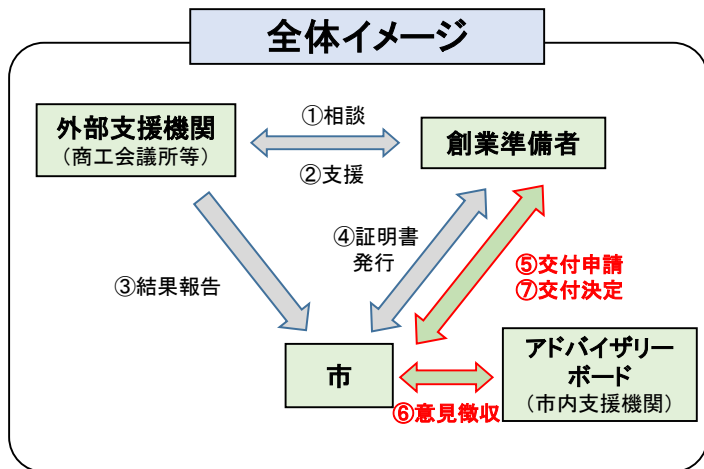 全体イメージ
外部支援機関
（商工会議所等）
①相談
②支援
創業準備者
③結果報告
④証明書
発行
⑤交付申請
⑦交付決定
市
⑥意見徴収
アドバイザリー
ボード
（市内支援機関）